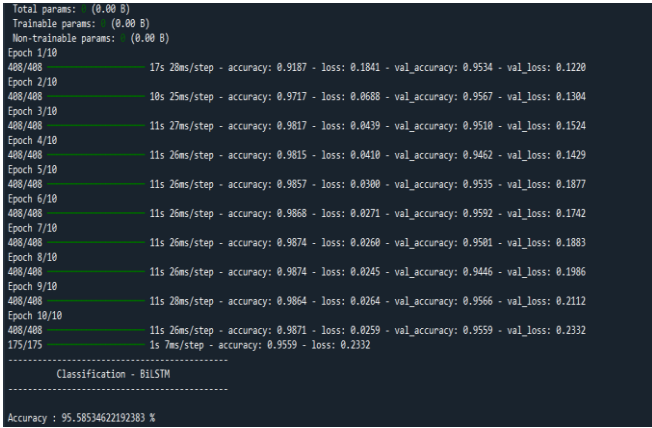 Total params: 0 (0.00 B)
Trainable params: 0 (0.00 B)
Non-trainable params: 0 (0.00 B)
Epoch 1/10
408/408 17s 28ms/step - accuracy: 0.9187 - loss: 0.1841 - val_accuracy: 0.9534 - val_loss: 0.1220
Epoch 2/10
408/408 10s 25ms/step - accuracy: 0.9717 - loss: 0.0688 - val_accuracy: 0.9567 - val_loss: 0.1304
Epoch 3/10
408/408 11s 27ms/step - accuracy: 0.9817 - loss: 0.0439 - val_accuracy: 0.9510 - val_loss: 0.1524
Epoch 4/10
408/408 11s 26ms/step - accuracy: 0.9815 - loss: 0.0410 - val_accuracy: 0.9462 - val_loss: 0.1429
Epoch 5/10
408/408 11s 26ms/step - accuracy: 0.9857 - loss: 0.0300 - val_accuracy: 0.9535 - val_loss: 0.1877
Epoch 6/10
408/408 11s 26ms/step - accuracy: 0.9868 - loss: 0.0271 - val_accuracy: 0.9592 - val_loss: 0.1742
Epoch 7/10
408/408 11s 26ms/step - accuracy: 0.9874 - loss: 0.0260 - val_accuracy: 0.9501 - val_loss: 0.1883
Epoch 8/10
408/408 11s 26ms/step - accuracy: 0.9874 - loss: 0.0245 - val_accuracy: 0.9446 - val_loss: 0.1986
Epoch 9/10
408/408 11s 28ms/step - accuracy: 0.9864 - loss: 0.0264 - val_accuracy: 0.9566 - val_loss: 0.2112
Epoch 10/10
408/408 11s 26ms/step - accuracy: 0.9871 - loss: 0.0259 - val_accuracy: 0.9559 - val_loss: 0.2332
175/175 1s 7ms/step - accuracy: 0.9559 - loss: 0.2332
---------------------------------------------
Classification - BiLSTM
---------------------------------------------
Accuracy : 95.58534622192383 %